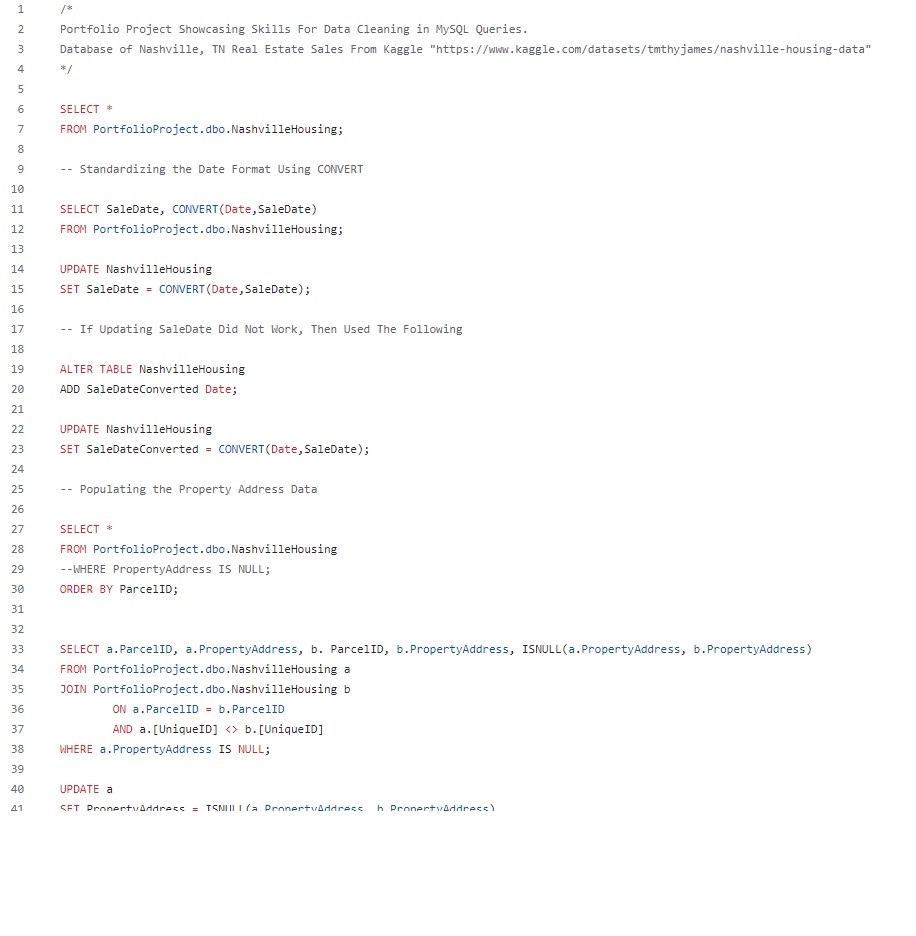 1 /*
2 Portfolio Project Showcasing Skills For Data Cleaning in MySQL Queries.
3 Database of Nashville, TN Real Estate Sales From Kaggle "https://www.kaggle.com/datasets/tmthyjames/nashville-housing-data"
4 */
5
6 SELECT *
7 FROM PortfolioProject.dbo.NashvilleHousing;
8
9 -- Standardizing the Date Format Using CONVERT
10
11 SELECT SaleDate, CONVERT(Date,SaleDate)
12 FROM PortfolioProject.dbo.NashvilleHousing;
13
14 UPDATE NashvilleHousing
15 SET SaleDate = CONVERT(Date,SaleDate);
16
17 -- If Updating SaleDate Did Not Work, Then Used The Following
18
19 ALTER TABLE NashvilleHousing
20 ADD SaleDateConverted Date;
21
22 UPDATE NashvilleHousing
23 SET SaleDateConverted = CONVERT(Date,SaleDate);
24
25 -- Populating the Property Address Data
26
27 SELECT *
28 FROM PortfolioProject.dbo.NashvilleHousing
29 --WHERE PropertyAddress IS NULL;
30 ORDER BY ParcelID;
31
32
33 SELECT a.ParcelID, a.PropertyAddress, b. ParcelID, b.PropertyAddress, ISNULL(a.PropertyAddress, b.PropertyAddress)
34 FROM PortfolioProject.dbo.NashvilleHousing a
35 JOIN PortfolioProject.dbo.NashvilleHousing b
36 ON a.ParcelID = b.ParcelID
37 AND a.[UniqueID] <> b.[UniqueID]
38 WHERE a.PropertyAddress IS NULL;
39
40 UPDATE a
41 SET PropertyAddress = ISNULL(a.PropertyAddress, b.PropertyAddress)